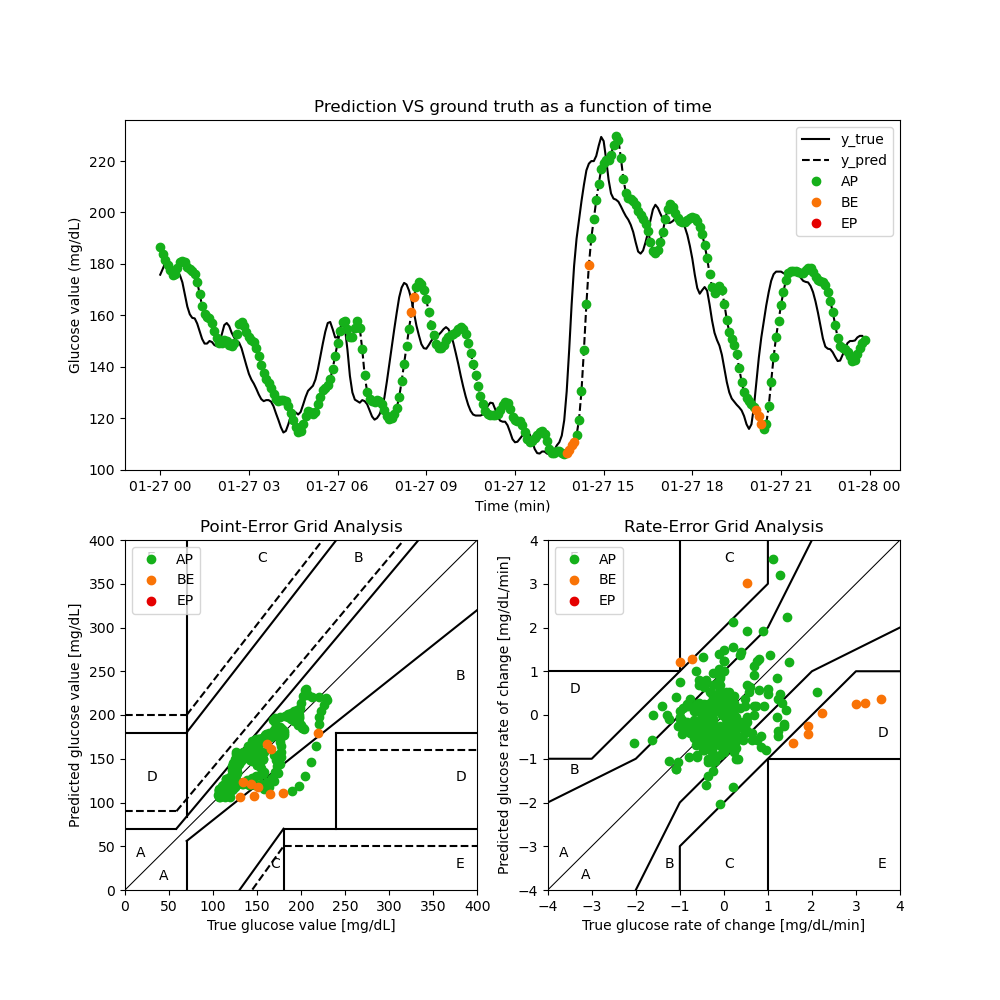 Prediction VS ground truth as a function of time
Glucose value (mg/dL)
220
200
180
160
140
120
100
y_true
y_pred
AP
BE
EP
01-27 00 01-27 03 01-27 06 01-27 09 01-27 12 01-27 15 01-27 18 01-27 21 01-28 00
Time (min)
Point-Error Grid Analysis
Predicted glucose value [mg/dL]
400
350
300
250
200
150
100
50
0
AP
BE
EP
C
B
B
D
D
A
A
C
E
0 50 100 150 200 250 300 350 400
True glucose value [mg/dL]
Rate-Error Grid Analysis
Predicted glucose rate of change [mg/dL/min]
4
3
2
1
0
−1
−2
−3
−4
AP
BE
EP
C
D
D
B
A
A
B
C
E
−4 −3 −2 −1 0 1 2 3 4
True glucose rate of change [mg/dL/min]